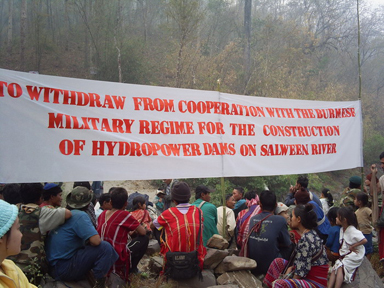 TO WITHDRAW FROM COOPERATION WITH THE BURMESE
MILITARY REGIME FOR THE CONSTRUCTION
OF HYDROPOWER DAMS ON SALWEEN RIVER